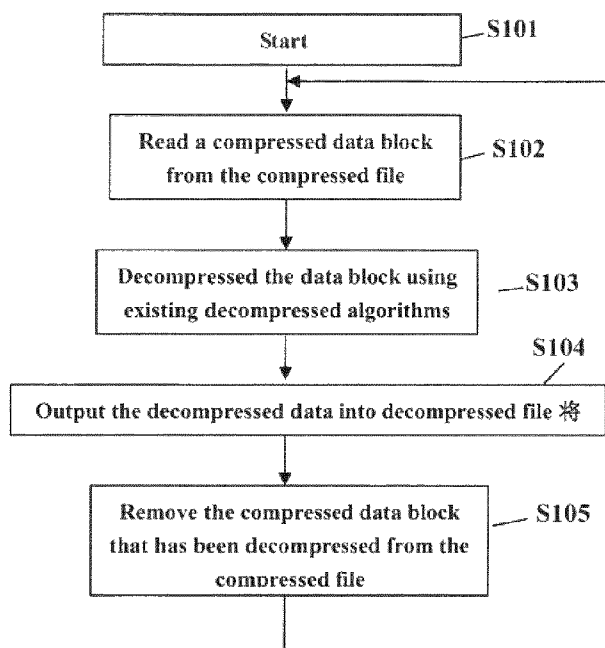 Start
S101
Read a compressed data block
from the compressed file
S102
Decompressed the data block using
existing decompressed algorithms
S103
S104
Output the decompressed data into decompressed file 将
Remove the compressed data block
that has been decompressed from the
compressed file
S105